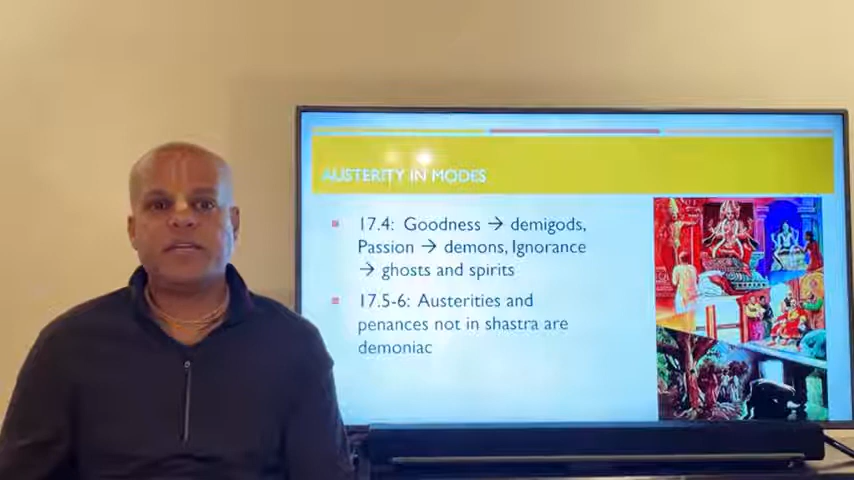 AUSTERITY IN MODES
17.4: Goodness → demigods,
Passion → demons, Ignorance
→ ghosts and spirits
17.5-6: Austerities and
penances not in shastra are
demoniac